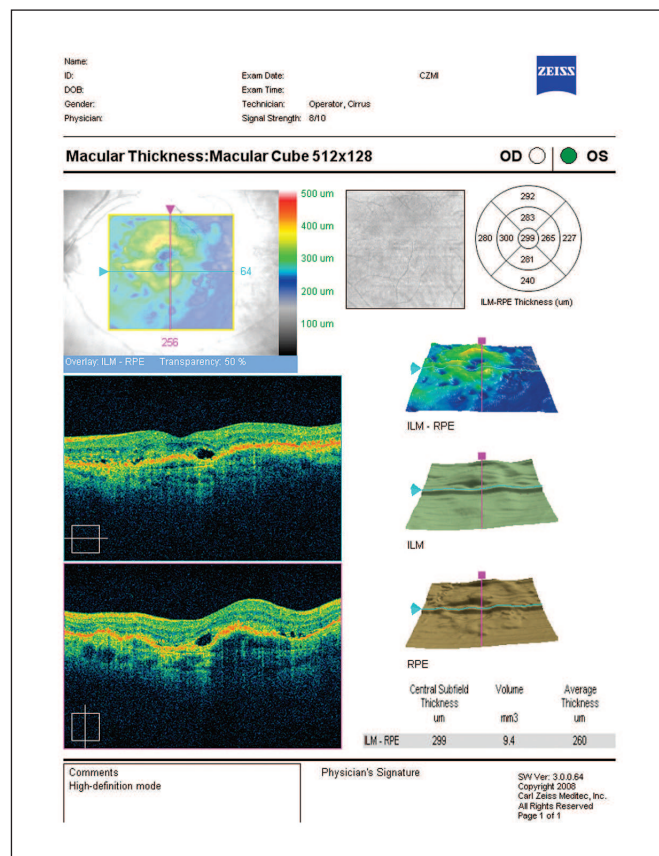 Name:
ID:
Exam Date:
CZMI
DOB:
Exam Time:
Gender:
Technician: Operator, Cirrus
Physician:
Signal Strength: 8/10
ZEISS
Macular Thickness:Macular Cube 512x128
OD
OS
500 um
400 um
300 um
200 um
100 um
64
256
Overlay: ILM - RPE Transparency: 50 %
292
283
280 300 299 265 227
281
240
ILM-RPE Thickness (um)
ILM - RPE
ILM
RPE
Central Subfield Thickness um
Volume mm3
Average Thickness um
ILM - RPE 299 9.4 260
Comments
High-definition mode
Physician's Signature
SW Ver: 3.0.0.64
Copyright 2008
Carl Zeiss Meditec, Inc.
All Rights Reserved
Page 1 of 1